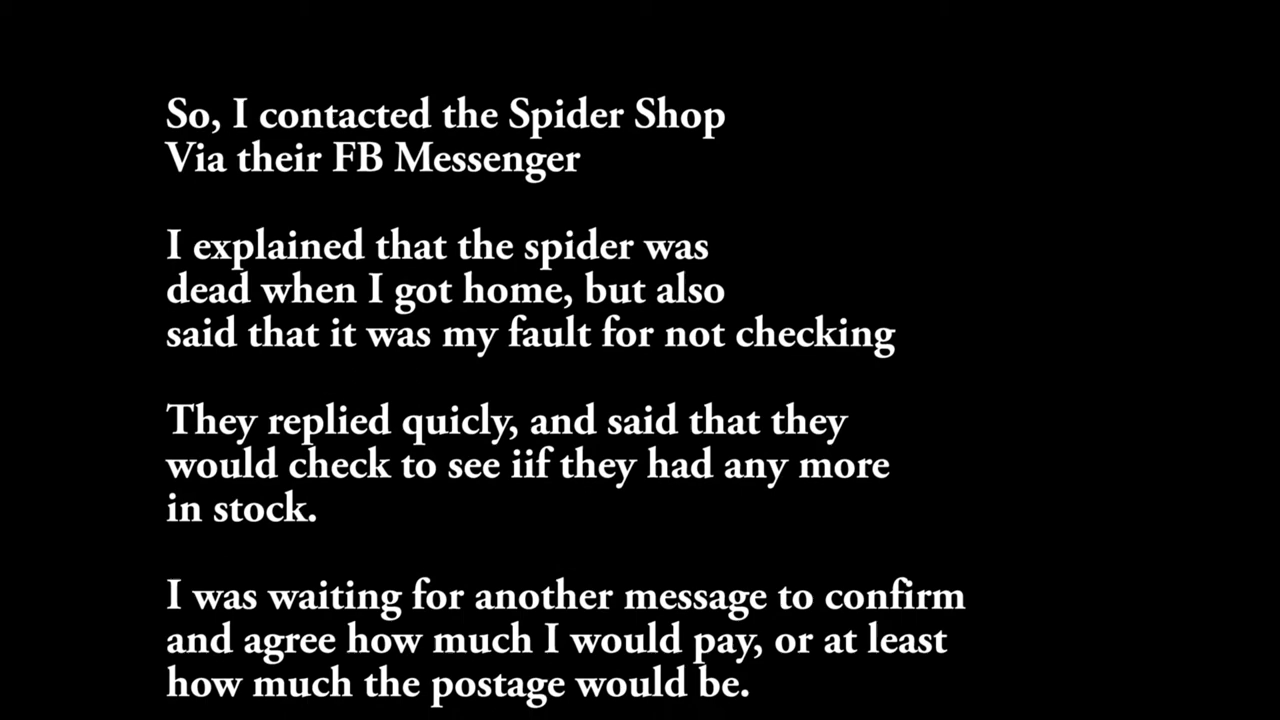 So, I contacted the Spider Shop
Via their FB Messenger
I explained that the spider was
dead when I got home, but also
said that it was my fault for not checking
They replied quicly, and said that they
would check to see iif they had any more
in stock.
I was waiting for another message to confirm
and agree how much I would pay, or at least
how much the postage would be.